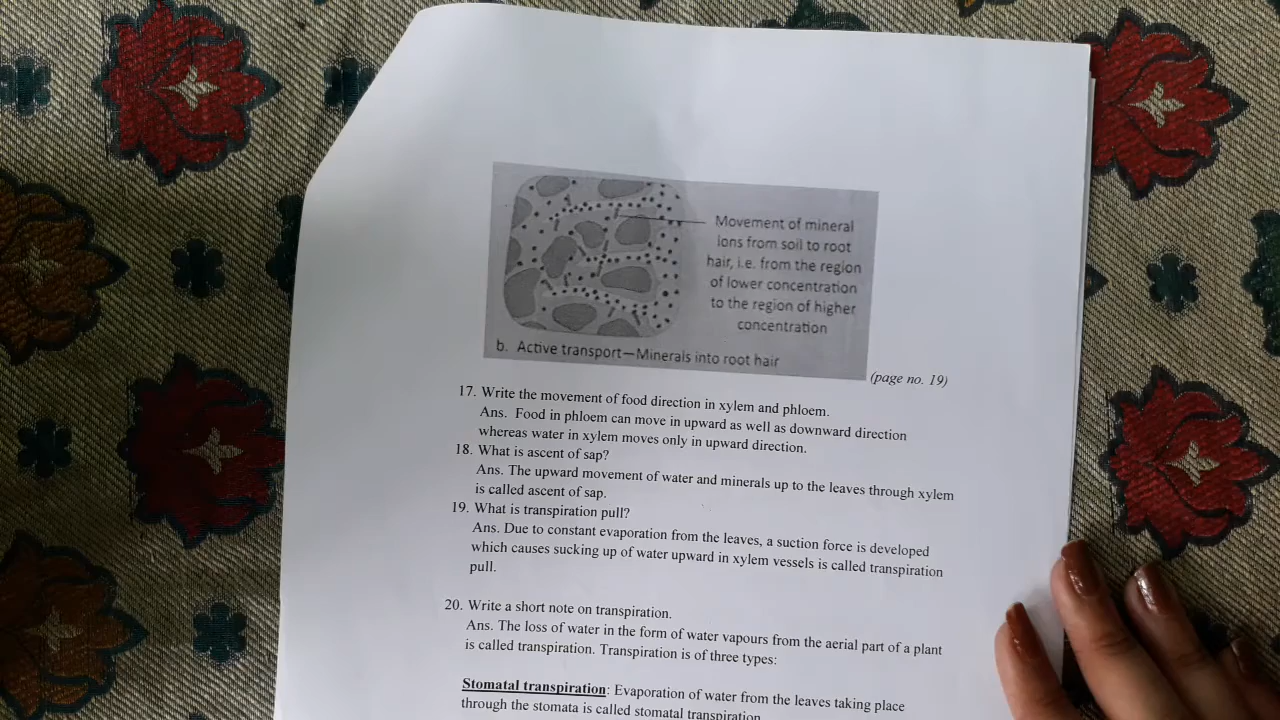 Movement of mineral
ions from soil to root
hair, i.e. from the region
of lower concentration
to the region of higher
concentration
b. Active transport—Minerals into root hair
(page no. 19)
17. Write the movement of food direction in xylem and phloem.
Ans. Food in phloem can move in upward as well as downward direction
whereas water in xylem moves only in upward direction.
18. What is ascent of sap?
Ans. The upward movement of water and minerals up to the leaves through xylem
is called ascent of sap.
19. What is transpiration pull?
Ans. Due to constant evaporation from the leaves, a suction force is developed
which causes sucking up of water upward in xylem vessels is called transpiration
pull.
20. Write a short note on transpiration.
Ans. The loss of water in the form of water vapours from the aerial part of a plant
is called transpiration. Transpiration is of three types:
Stomatal transpiration: Evaporation of water from the leaves taking place
through the stomata is called stomatal transpiration